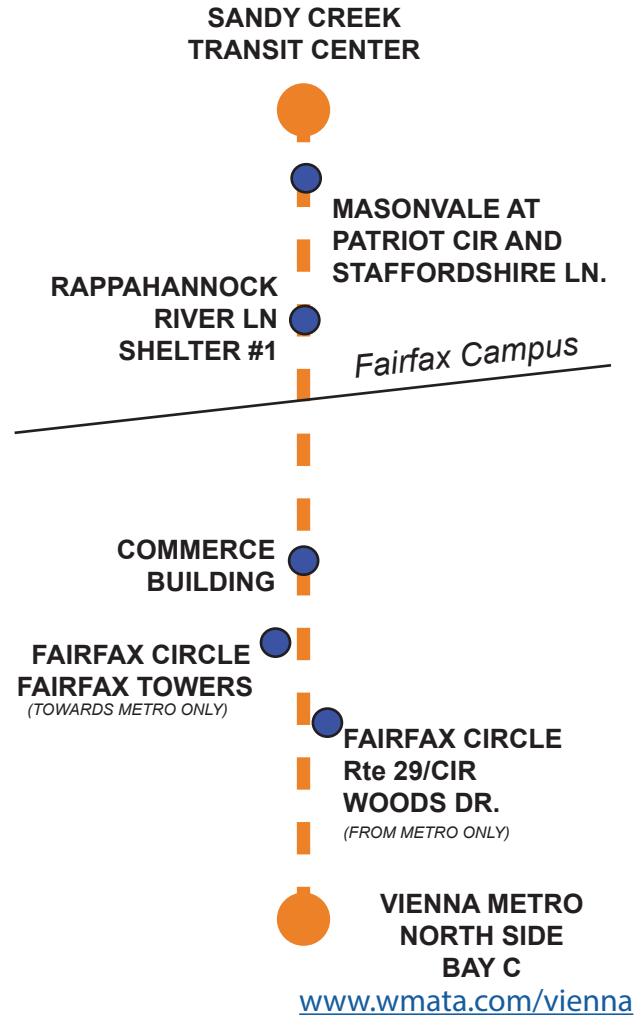 SANDY CREEK
TRANSIT CENTER
MASONVALE AT
PATRIOT CIR AND
STAFFORDSHIRE LN.
RAPPAHANNOCK
RIVER LN
SHELTER #1
Fairfax Campus
COMMERCE
BUILDING
FAIRFAX CIRCLE
FAIRFAX TOWERS
(TOWARDS METRO ONLY)
FAIRFAX CIRCLE
Rte 29/CIR
WOODS DR.
(FROM METRO ONLY)
VIENNA METRO
NORTH SIDE
BAY C
www.wmata.com/vienna